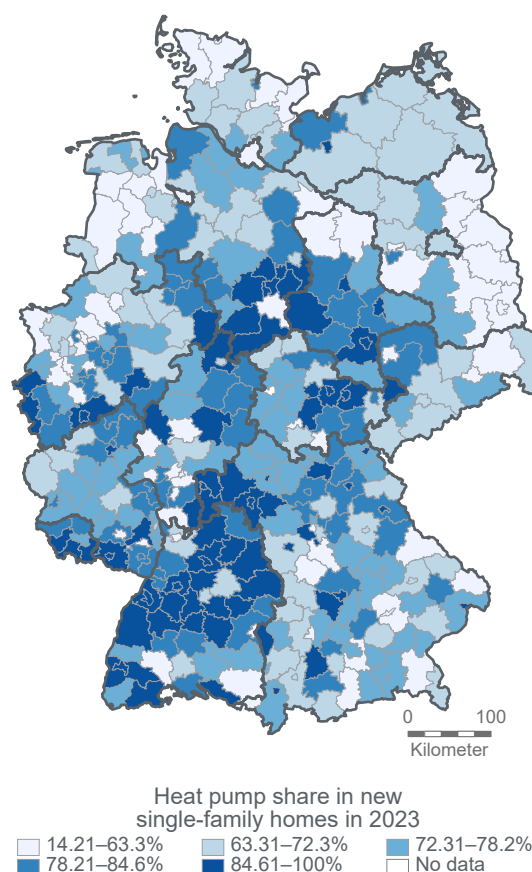 0 100
Kilometer
Heat pump share in new
single-family homes in 2023
14.21–63.3% 63.31–72.3% 72.31–78.2%
78.21–84.6% 84.61–100% No data